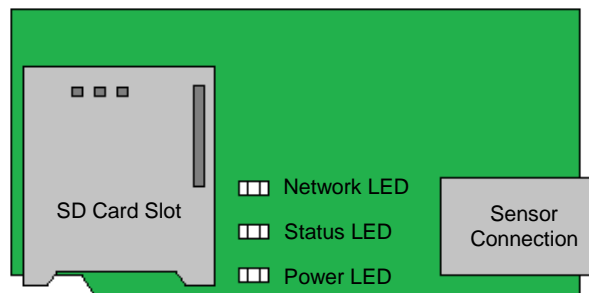 Network LED
SD Card Slot
Status LED
Sensor
Connection
Power LED